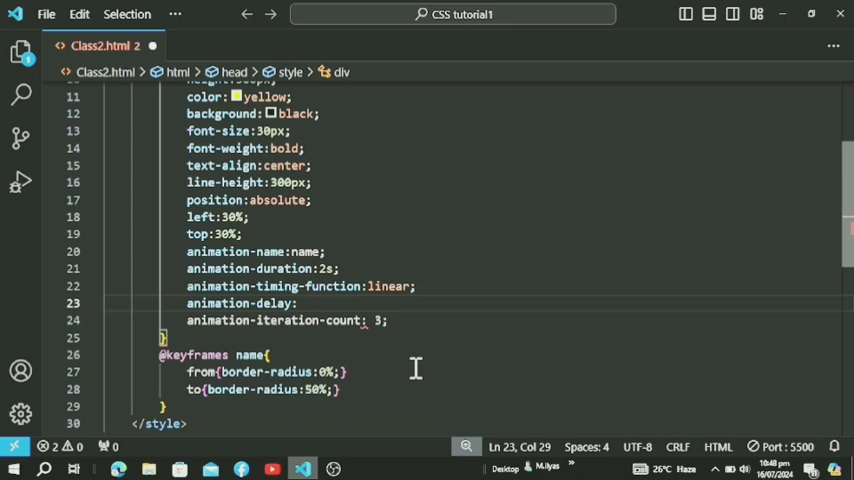 File Edit Selection ... CSS tutorial1
Class2.html 2
Class2.html > html > head > style > div
11 color: yellow;
12 background: black;
13 font-size:30px;
14 font-weight:bold;
15 text-align:center;
16 line-height:300px;
17 position:absolute;
18 left:30%;
19 top:30%;
20 animation-name:name;
21 animation-duration:2s;
22 animation-timing-function:linear;
23 animation-delay:
24 animation-iteration-count: 3;
25 }
26 @keyframes name{
27 from{border-radius:0%;}
28 to{border-radius:50%;}
29 }
30 </style>
2 0 0 Ln 23, Col 29 Spaces: 4 UTF-8 CRLF HTML Port : 5500
Desktop M.ilyas » 26°C Haze 10:48 pm
16/07/2024